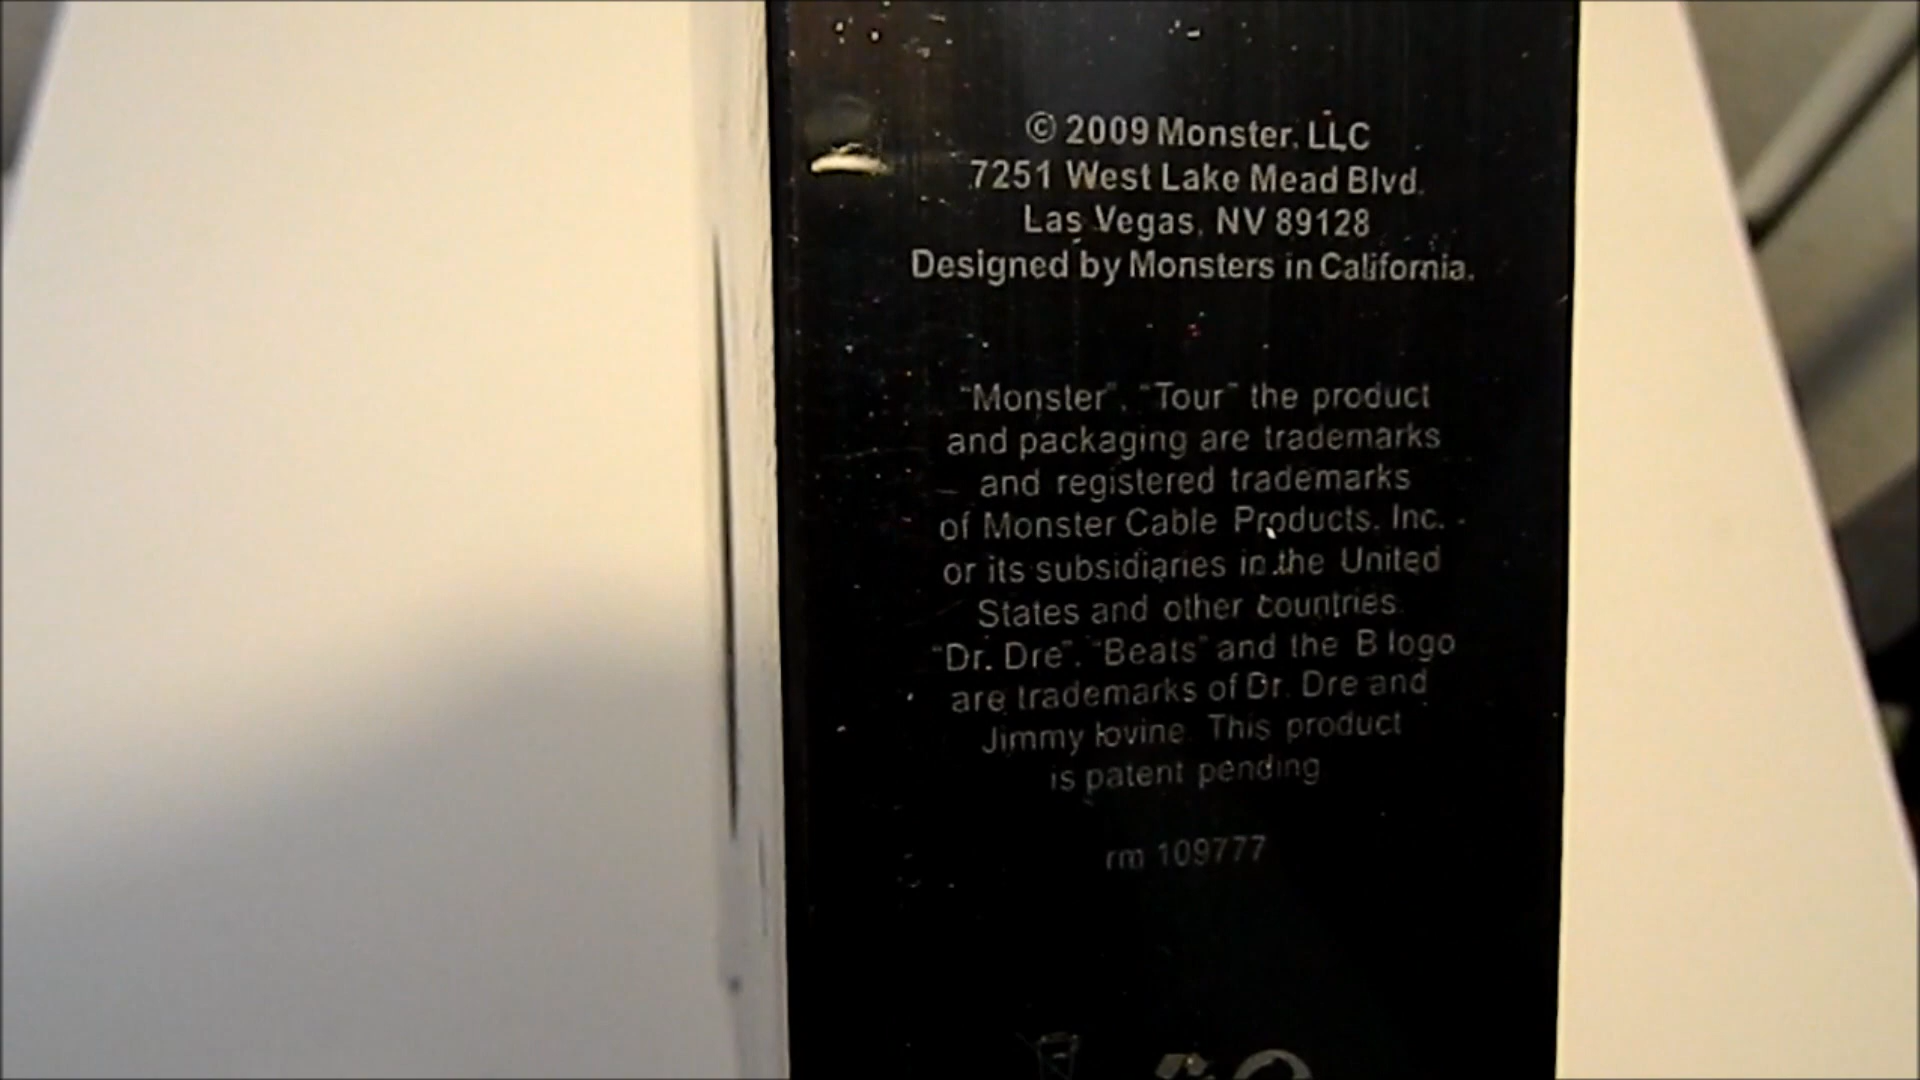 © 2009 Monster, LLC
7251 West Lake Mead Blvd.
Las Vegas, NV 89128
Designed by Monsters in California.
"Monster", "Tour" the product
and packaging are trademarks
and registered trademarks
of Monster Cable Products, Inc.
or its subsidiaries in the United
States and other countries.
"Dr. Dre", "Beats" and the B logo
are trademarks of Dr. Dre and
Jimmy Iovine. This product
is patent pending
rm 109777